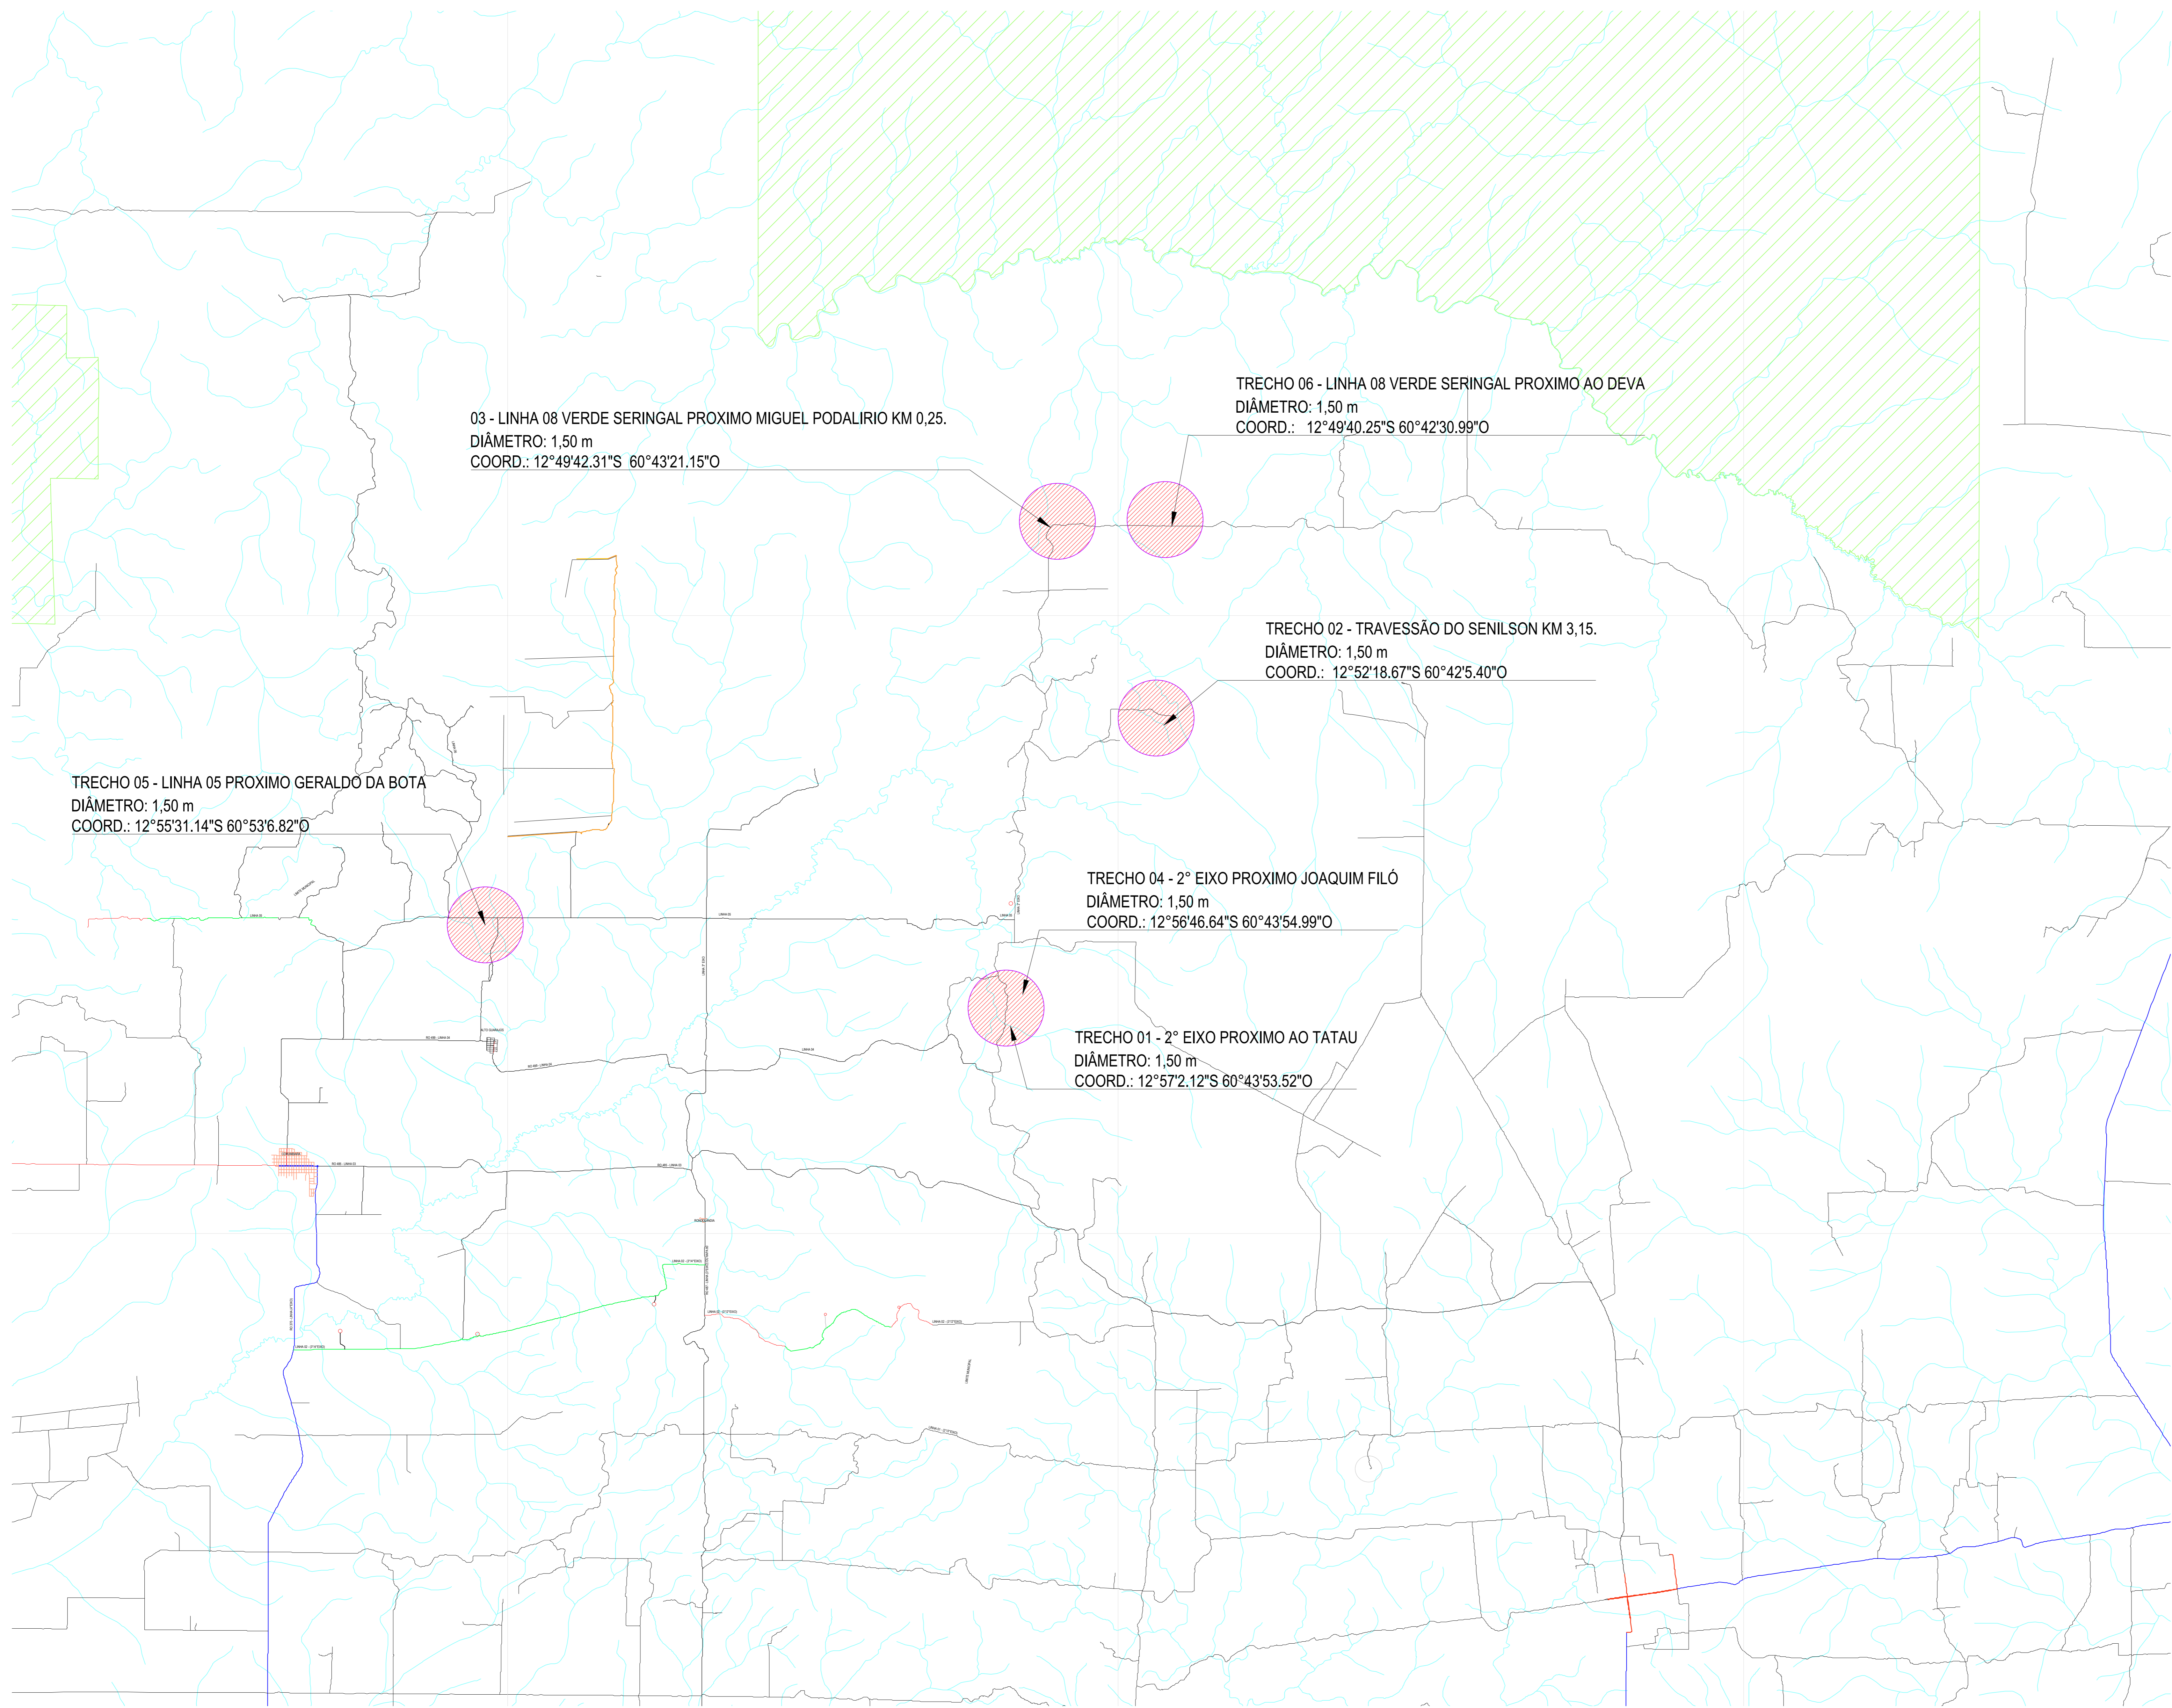 TRECHO 06 - LINHA 08 VERDE SERINGAL PROXIMO AO DEVA
DIÂMETRO: 1,50 m
COORD.: 12°49'40.25"S 60°42'30.99"O
03 - LINHA 08 VERDE SERINGAL PROXIMO MIGUEL PODALIRIO KM 0,25.
DIÂMETRO: 1,50 m
COORD.: 12°49'42.31"S 60°43'21.15"O
TRECHO 02 - TRAVESSÃO DO SENILSON KM 3,15.
DIÂMETRO: 1,50 m
COORD.: 12°52'18.67"S 60°42'5.40"O
TRECHO 05 - LINHA 05 PROXIMO GERALDO DA BOTA
DIÂMETRO: 1,50 m
COORD.: 12°55'31.14"S 60°53'6.82"O
TRECHO 04 - 2° EIXO PROXIMO JOAQUIM FILÓ
DIÂMETRO: 1,50 m
COORD.: 12°56'46.64"S 60°43'54.99"O
TRECHO 01 - 2° EIXO PROXIMO AO TATAU
DIÂMETRO: 1,50 m
COORD.: 12°57'2.12"S 60°43'53.52"O